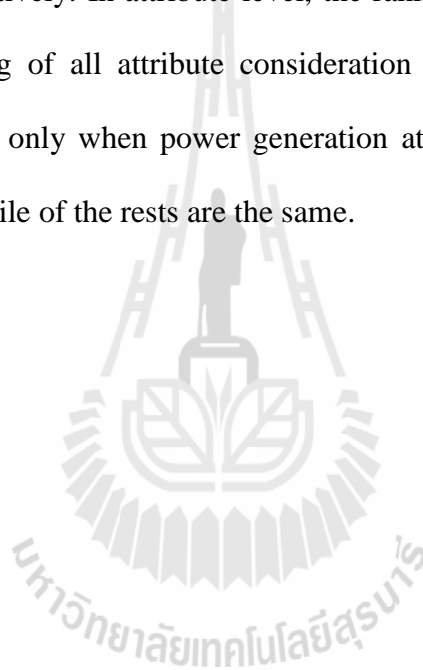 ively. In attribute level, the
g of all attribute consideration
only when power generation at
ile of the rests are the same.
มหาวิทยาลัยเทคโนโลยีสุรนารี